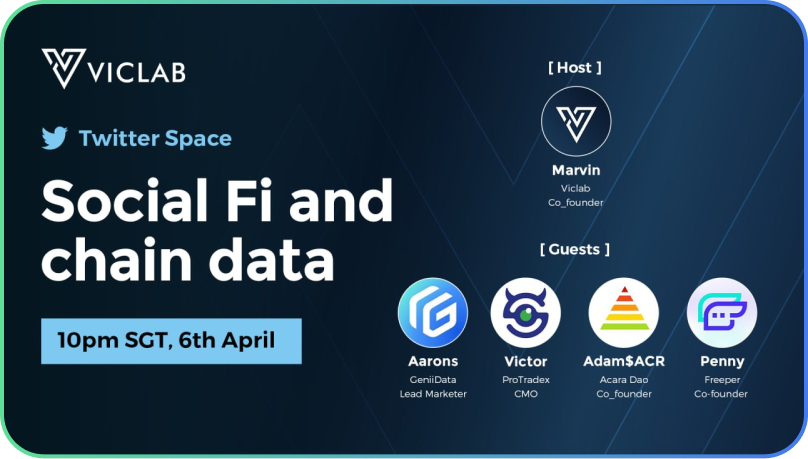 VICLAB
Twitter Space
Social Fi and
chain data
10pm SGT, 6th April
[ Host ]
Marvin
Viclab
Co_founder
[ Guests ]
Aarons
GeniiData
Lead Marketer
Victor
ProTradex
CMO
Adam$ACR
Acara Dao
Co_founder
Penny
Freeper
Co-founder